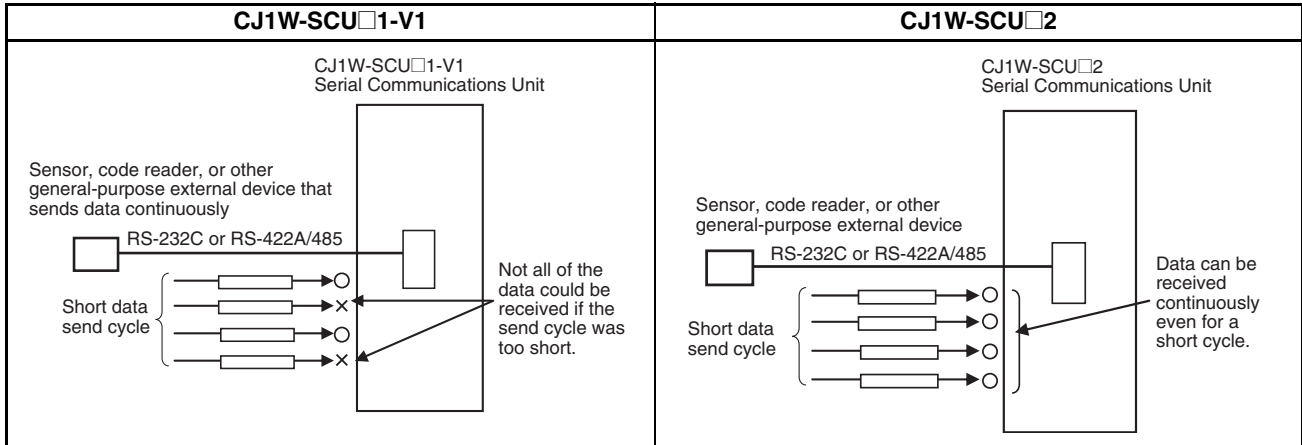 CJ1W-SCU□1-V1
CJ1W-SCU□1-V1
Serial Communications Unit
Sensor, code reader, or other
general-purpose external device that
sends data continuously
RS-232C or RS-422A/485
Short data
send cycle
Not all of the
data could be
received if the
send cycle was
too short.
CJ1W-SCU□2
CJ1W-SCU□2
Serial Communications Unit
Sensor, code reader, or other
general-purpose external device
RS-232C or RS-422A/485
Short data
send cycle
Data can be
received
continuously
even for a
short cycle.